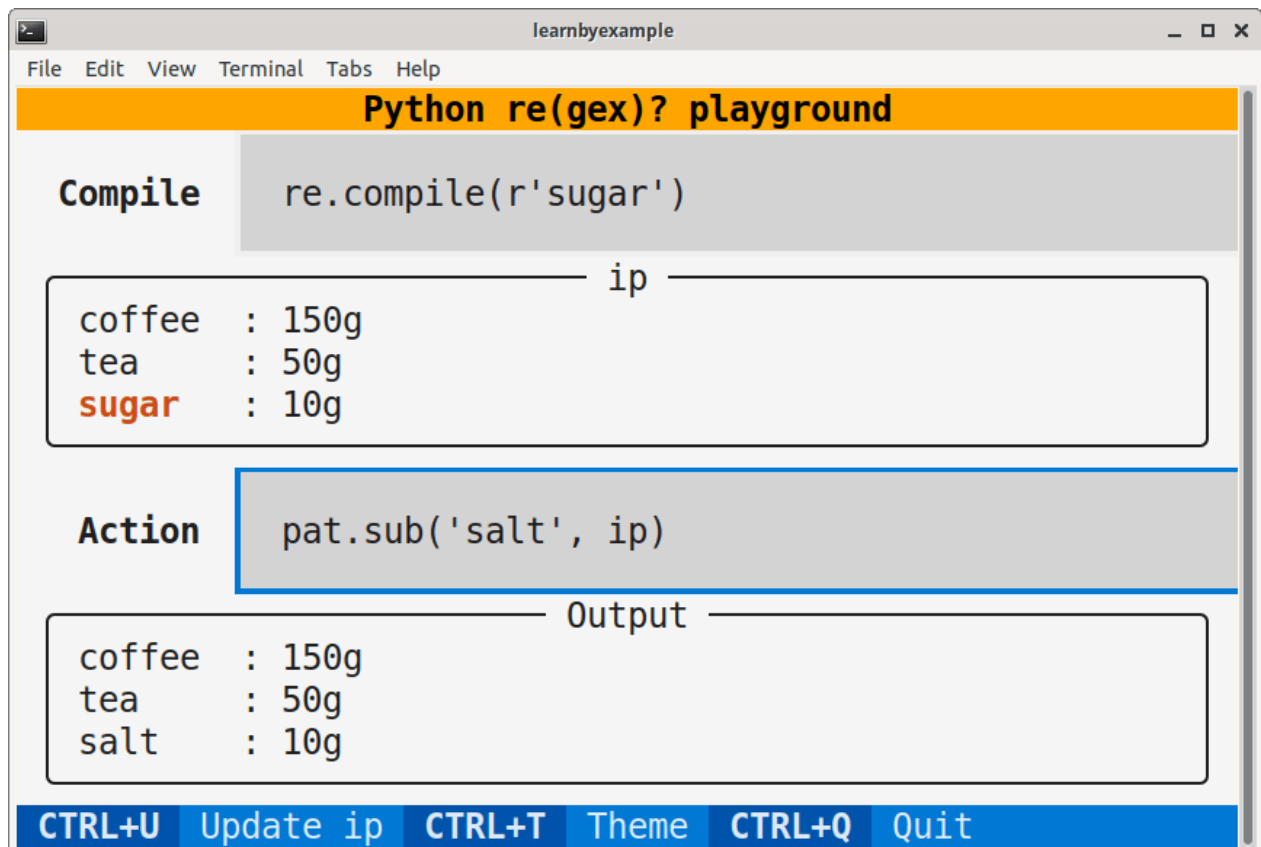 learnbyexample
File Edit View Terminal Tabs Help
Python re(gex)? playground
Compile re.compile(r'sugar')
ip
coffee  : 150g
tea     : 50g
sugar   : 10g
Action pat.sub('salt', ip)
Output
coffee  : 150g
tea     : 50g
salt    : 10g
CTRL+U Update ip CTRL+T Theme CTRL+Q Quit